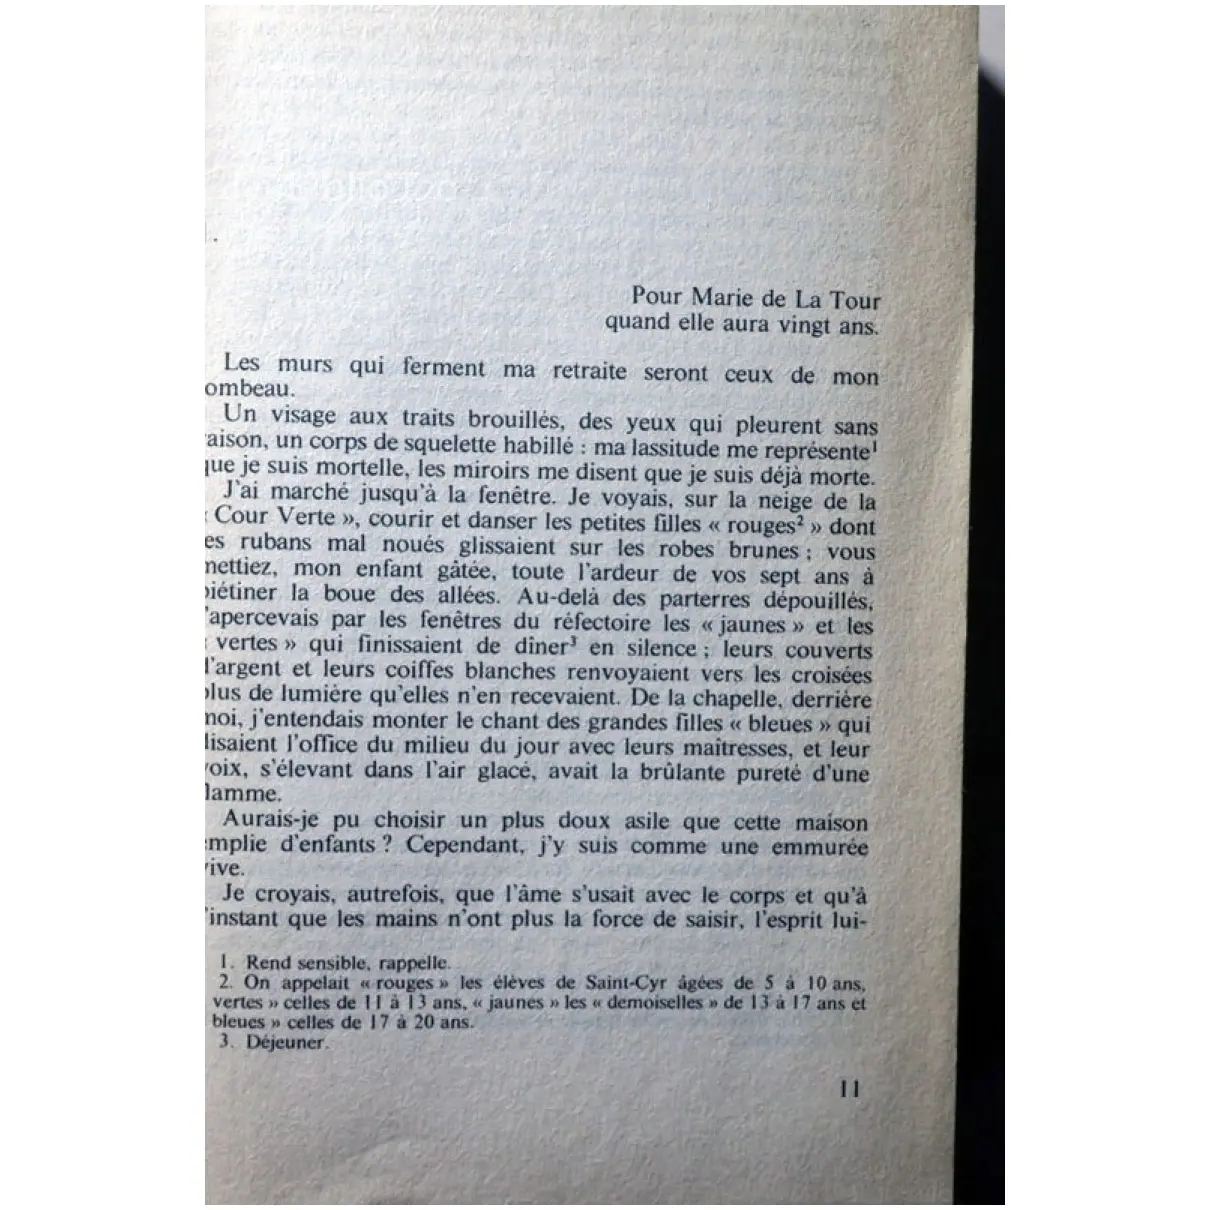 Pour Marie de La Tour
quand elle aura vingt ans.
Les murs qui ferment ma retraite seront ceux de mon
ombeau.
Un visage aux traits brouillés, des yeux qui pleurent sans
aison, un corps de squelette habillé : ma lassitude me représente¹
que je suis mortelle, les miroirs me disent que je suis déjà morte.
J'ai marché jusqu'à la fenêtre. Je voyais, sur la neige de la
« Cour Verte », courir et danser les petites filles « rouges² » dont
es rubans mal noués glissaient sur les robes brunes ; vous
mettiez, mon enfant gâtée, toute l'ardeur de vos sept ans à
piétiner la boue des allées. Au-delà des parterres dépouillés,
'apercevais par les fenêtres du réfectoire les « jaunes » et les
« vertes » qui finissaient de dîner³ en silence ; leurs couverts
d'argent et leurs coiffes blanches renvoyaient vers les croisées
plus de lumière qu'elles n'en recevaient. De la chapelle, derrière
moi, j'entendais monter le chant des grandes filles « bleues » qui
disaient l'office du milieu du jour avec leurs maîtresses, et leur
voix, s'élevant dans l'air glacé, avait la brûlante pureté d'une
lamme.
Aurais-je pu choisir un plus doux asile que cette maison
emplie d'enfants ? Cependant, j'y suis comme une emmurée
vive.
Je croyais, autrefois, que l'âme s'usait avec le corps et qu'à
'instant que les mains n'ont plus la force de saisir, l'esprit lui-
1. Rend sensible, rappelle.
2. On appelait « rouges » les élèves de Saint-Cyr âgées de 5 à 10 ans,
vertes » celles de 11 à 13 ans, « jaunes » les « demoiselles » de 13 à 17 ans et
bleues » celles de 17 à 20 ans.
3. Déjeuner.
11